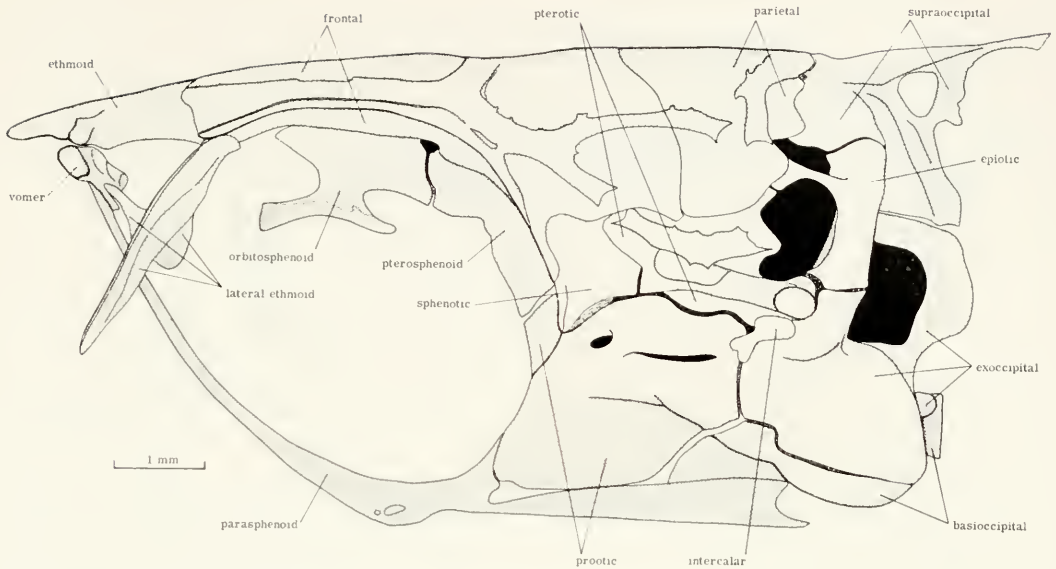 frontal
pterotic
parietal
supraoccipital
ethmoid
epiotic
vomer
orbitosphenoid
pterosphenoid
lateral ethmoid
sphenotic
exoccipital
1 mm
parasphenoid
basioccipital
prootic
intercalar